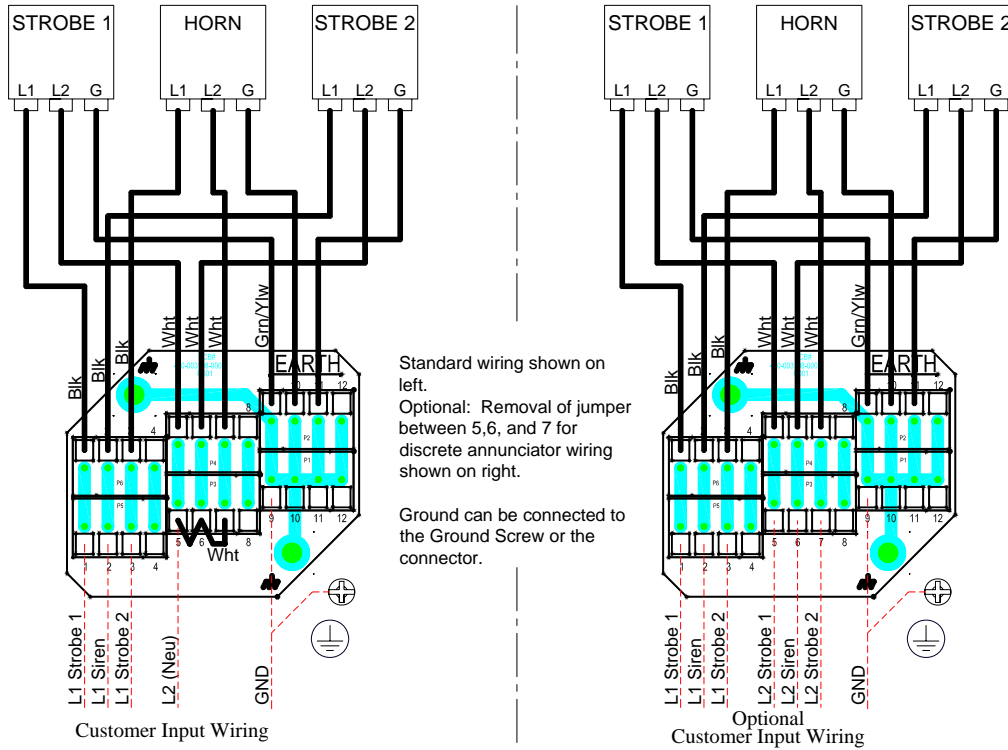 STROBE 1 HORN STROBE 2
L1 L2 G L1 L2 G L1 L2 G
Blk Blk Blk Wht Wht Wht Grn/Ylw
EARTH
4 8 10 11 12
P6 P4 P2
P5 P3 P1
9 10 11 12
5 6 7 8
Wht
1 2 3 4
L1 Strobe 1
L1 Siren
L1 Strobe 2
L2 (Neu)
GND
Customer Input Wiring
Standard wiring shown on
left.
Optional: Removal of jumper
between 5,6, and 7 for
discrete annunciator wiring
shown on right.
Ground can be connected to
the Ground Screw or the
connector.
STROBE 1 HORN STROBE 2
L1 L2 G L1 L2 G L1 L2 G
Blk Blk Blk Wht Wht Wht Grn/Ylw
EARTH
4 8 10 11 12
P6 P4 P2
P5 P3 P1
9 10 11 12
5 6 7 8
1 2 3 4
L1 Strobe 1
L1 Siren
L1 Strobe 2
L2 Strobe 1
L2 Siren
L2 Strobe 2
GND
Optional
Customer Input Wiring